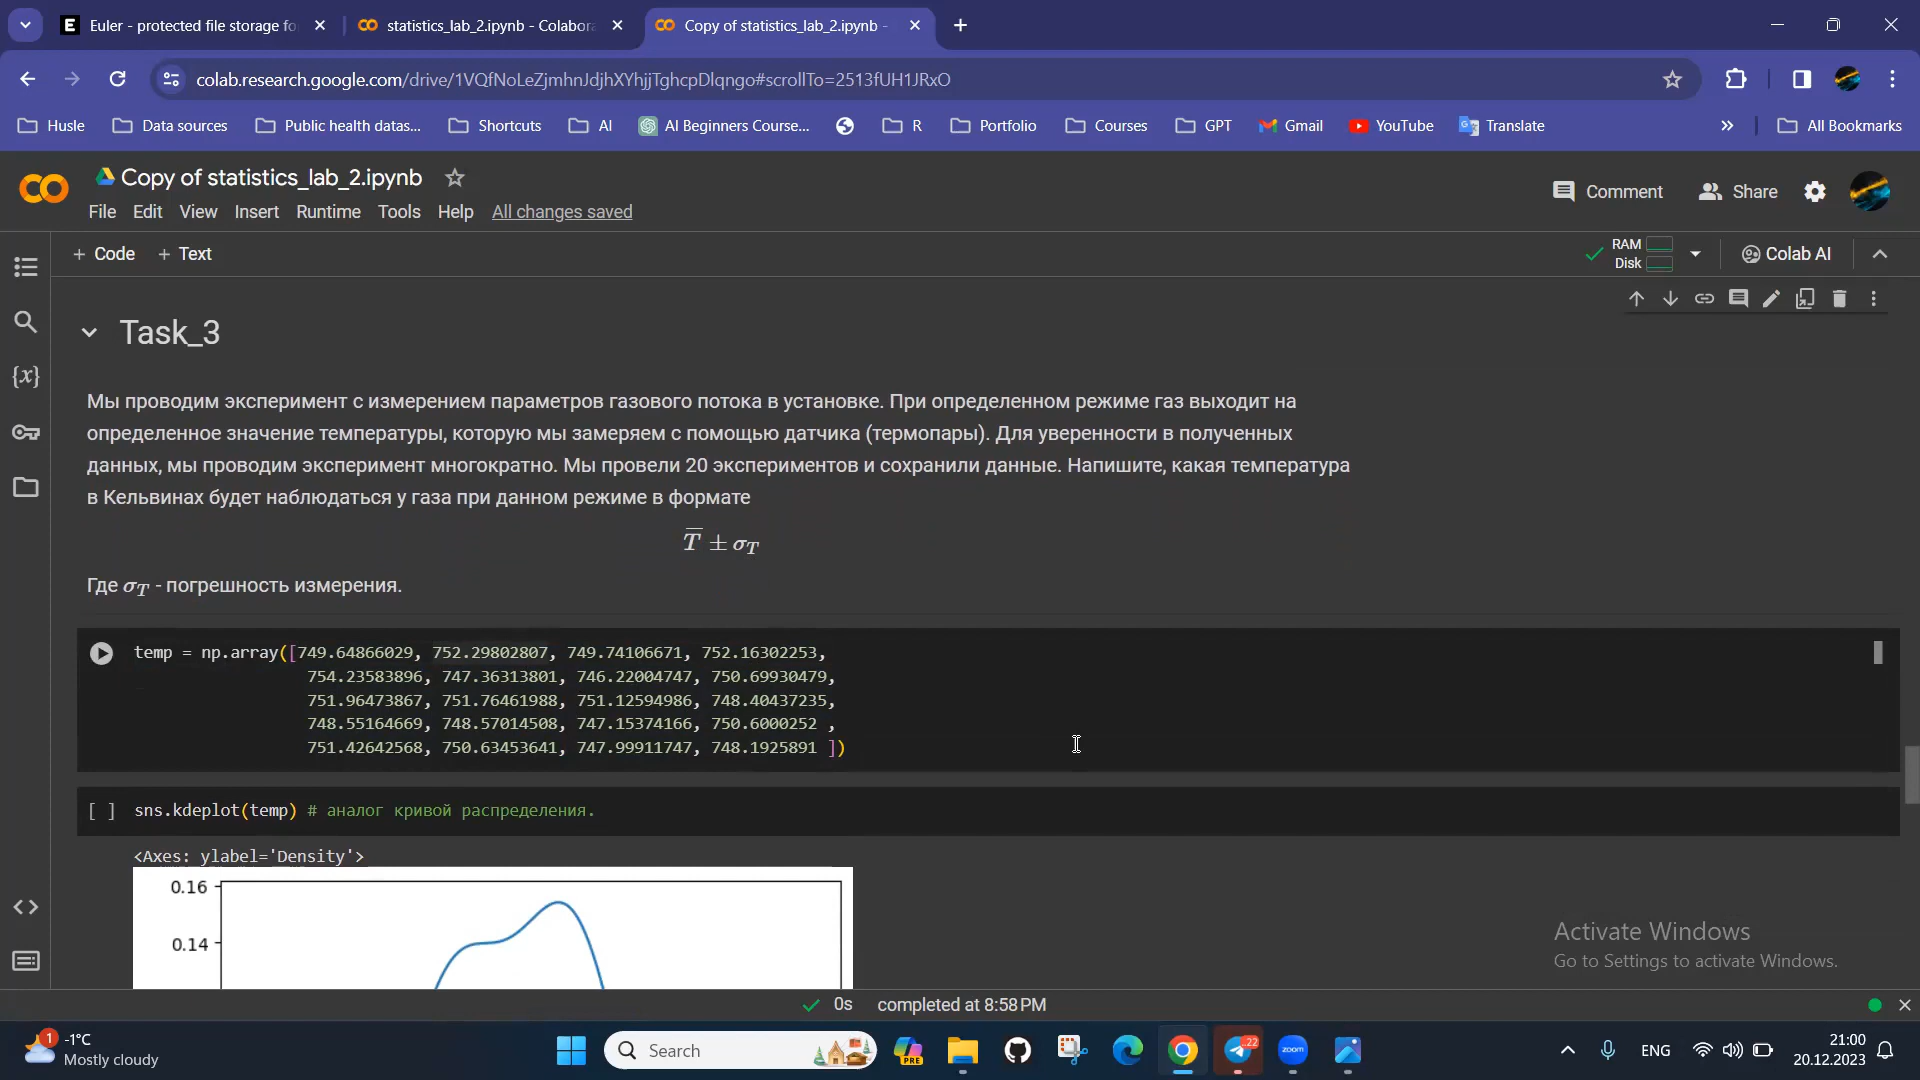 Euler - protected file storage fo
statistics_lab_2.ipynb - Colabora
Copy of statistics_lab_2.ipynb -
colab.research.google.com/drive/1VQfNoLeZjmhnJdjhXYhjjTghcpDlqngo#scrollTo=2513fUH1JRxO
Husle
Data sources
Public health datas...
Shortcuts
AI
AI Beginners Course...
R
Portfolio
Courses
GPT
Gmail
YouTube
Translate
All Bookmarks
Copy of statistics_lab_2.ipynb
File Edit View Insert Runtime Tools Help All changes saved
Comment
Share
+ Code + Text
RAM
Disk
Colab AI
Task_3
Мы проводим эксперимент с измерением параметров газового потока в установке. При определенном режиме газ выходит на
определенное значение температуры, которую мы замеряем с помощью датчика (термопары). Для уверенности в полученных
данных, мы проводим эксперимент многократно. Мы провели 20 экспериментов и сохранили данные. Напишите, какая температура
в Кельвинах будет наблюдаться у газа при данном режиме в формате
T̅ ± σ_T
Где σ_T - погрешность измерения.
temp = np.array([749.64866029, 752.29802807, 749.74106671, 752.16302253,
754.23583896, 747.36313801, 746.22004747, 750.69930479,
751.96473867, 751.76461988, 751.12594986, 748.40437235,
748.55164669, 748.57014508, 747.15374166, 750.6000252 ,
751.42642568, 750.63453641, 747.99911747, 748.1925891 ])
[ ] sns.kdeplot(temp) # аналог кривой распределения.
<Axes: ylabel='Density'>
0.16
0.14
Activate Windows
Go to Settings to activate Windows.
0s completed at 8:58 PM
1
-1°C
Mostly cloudy
Search
PRE
22
zoom
ENG
21:00
20.12.2023